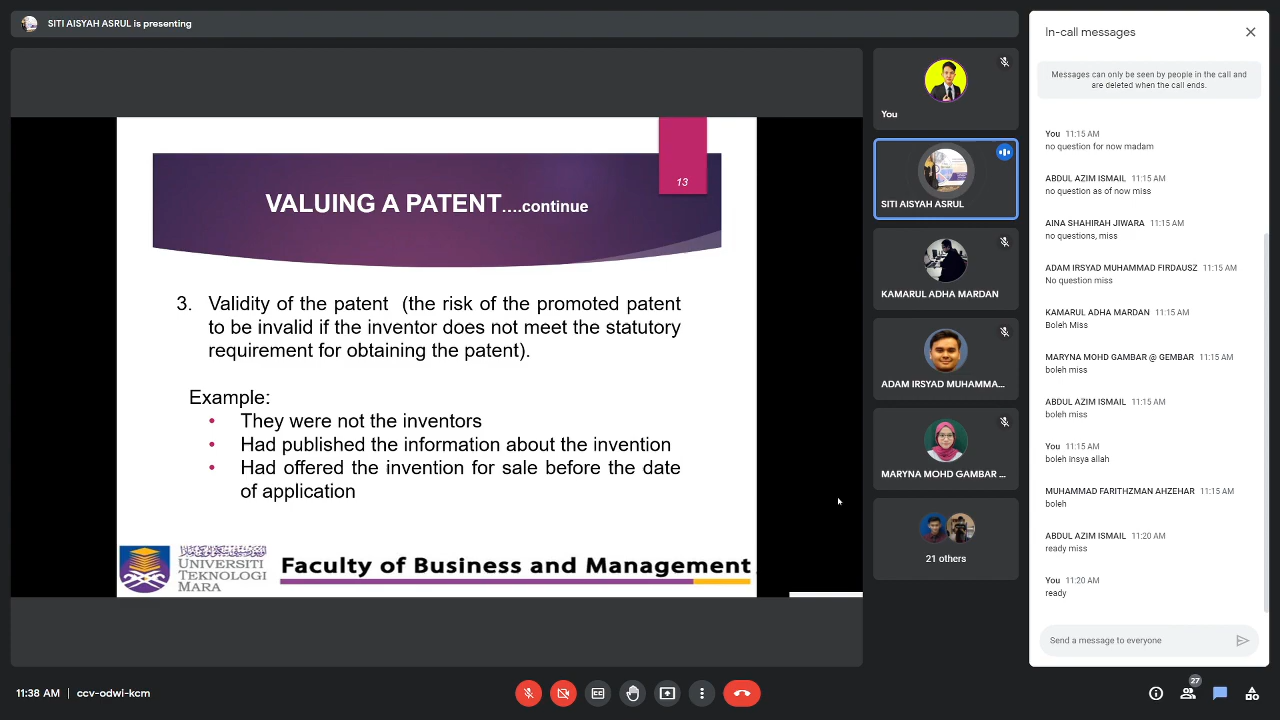 SITI AISYAH ASRUL is presenting
13
VALUING A PATENT....continue
3. Validity of the patent (the risk of the promoted patent
to be invalid if the inventor does not meet the statutory
requirement for obtaining the patent).
Example:
• They were not the inventors
• Had published the information about the invention
• Had offered the invention for sale before the date
of application
UNIVERSITI
TEKNOLOGI
MARA
Faculty of Business and Management
You
SITI AISYAH ASRUL
KAMARUL ADHA MARDAN
ADAM IRSYAD MUHAMMA...
MARYNA MOHD GAMBAR ...
21 others
In-call messages
Messages can only be seen by people in the call and
are deleted when the call ends.
You 11:15 AM
no question for now madam
ABDUL AZIM ISMAIL 11:15 AM
no question as of now miss
AINA SHAHIRAH JIWARA 11:15 AM
no questions, miss
ADAM IRSYAD MUHAMMAD FIRDAUSZ 11:15 AM
No question miss
KAMARUL ADHA MARDAN 11:15 AM
Boleh Miss
MARYNA MOHD GAMBAR @ GEMBAR 11:15 AM
boleh miss
ABDUL AZIM ISMAIL 11:15 AM
boleh miss
You 11:15 AM
boleh insya allah
MUHAMMAD FARITHZMAN AHZEHAR 11:15 AM
boleh
ABDUL AZIM ISMAIL 11:20 AM
ready miss
You 11:20 AM
ready
Send a message to everyone
11:38 AM | ccv-odwi-kcm
27